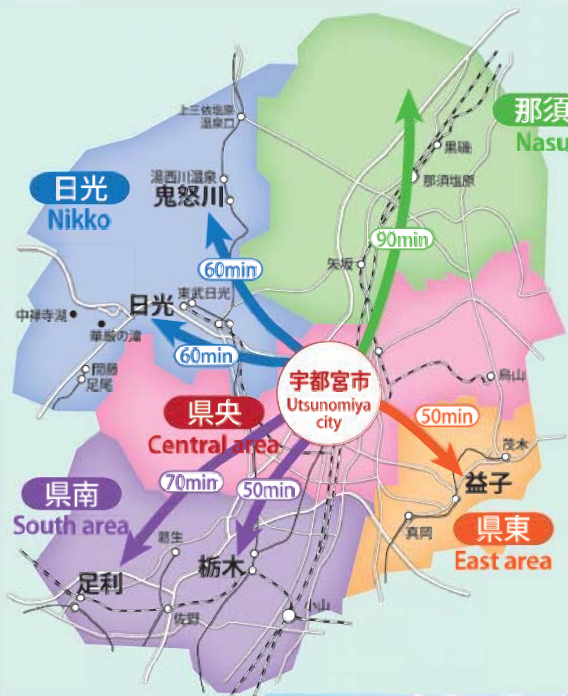 上三依塩原
温泉口
那須
Nasu
黒磯
那須塩原
湯西川温泉
鬼怒川
日光
Nikko
90min
矢坂
60min
東武日光
日光
中禅寺湖
華厳の滝
60min
間藤
足尾
宇都宮市
Utsunomiya
city
烏山
県央
Central area
50min
茂木
益子
70min
50min
県南
South area
真岡
県東
East area
葛生
栃木
足利
佐野
小山